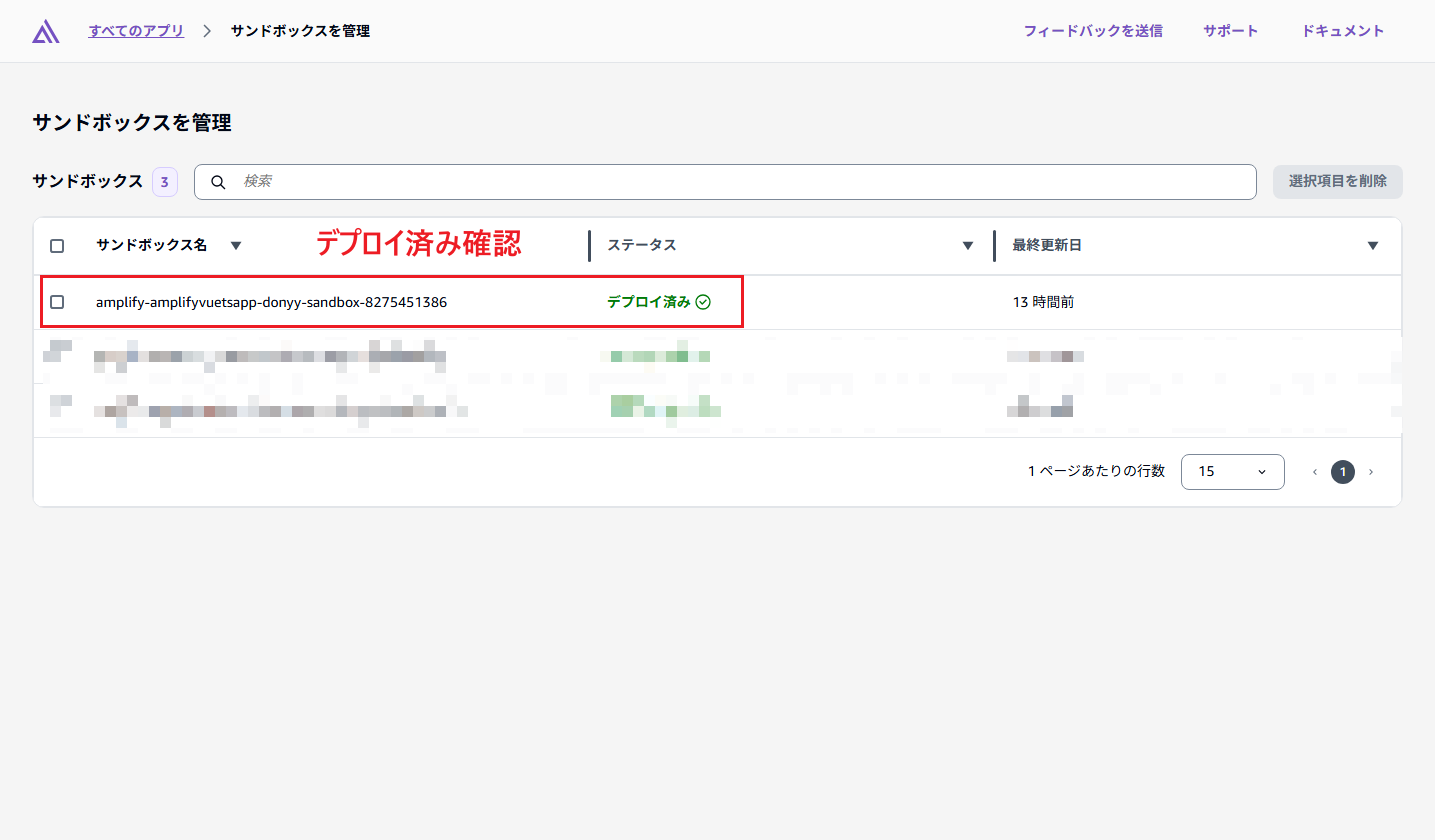 すべてのアプリ サンドボックスを管理 フィードバックを送信 サポート ドキュメント
サンドボックスを管理
サンドボックス 3 検索 選択項目を削除
サンドボックス名 デプロイ済み確認 ステータス 最終更新日
amplify-amplifyvuetsapp-donyy-sandbox-8275451386 デプロイ済み 13 時間前
1 ページあたりの行数 15 1